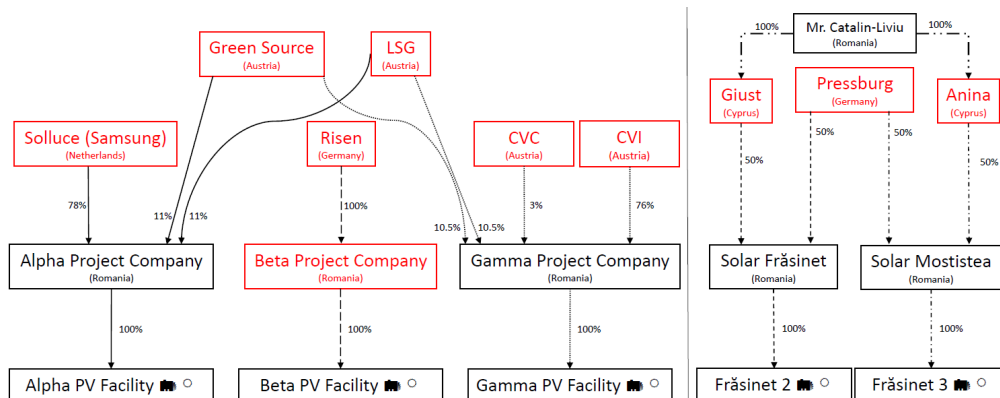 Green Source
(Austria)
LSG
(Austria)
100%
Mr. Catalin-Liviu
(Romania)
100%
Giust
(Cyprus)
Pressburg
(Germany)
Anina
(Cyprus)
Solluce (Samsung)
(Netherlands)
Risen
(Germany)
CVC
(Austria)
CVI
(Austria)
50%
50%
50%
50%
78%
11%
11%
100%
10.5%
10.5%
3%
76%
Alpha Project Company
(Romania)
Beta Project Company
(Romania)
Gamma Project Company
(Romania)
Solar Frăsinet
(Romania)
Solar Mostistea
(Romania)
100%
100%
100%
100%
100%
Alpha PV Facility
Beta PV Facility
Gamma PV Facility
Frăsinet 2
Frăsinet 3